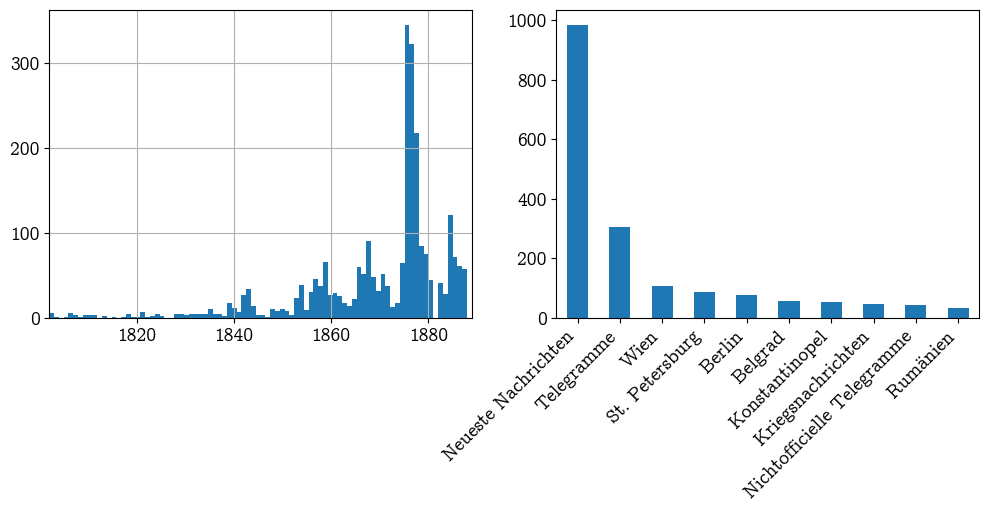 300
200
100
0
1820
1840
1860
1880
1000
800
600
400
200
0
Neueste Nachrichten
Telegramme
Wien
St. Petersburg
Berlin
Belgrad
Konstantinopel
Kriegsnachrichten
Nichtofficielle Telegramme
Rumänien